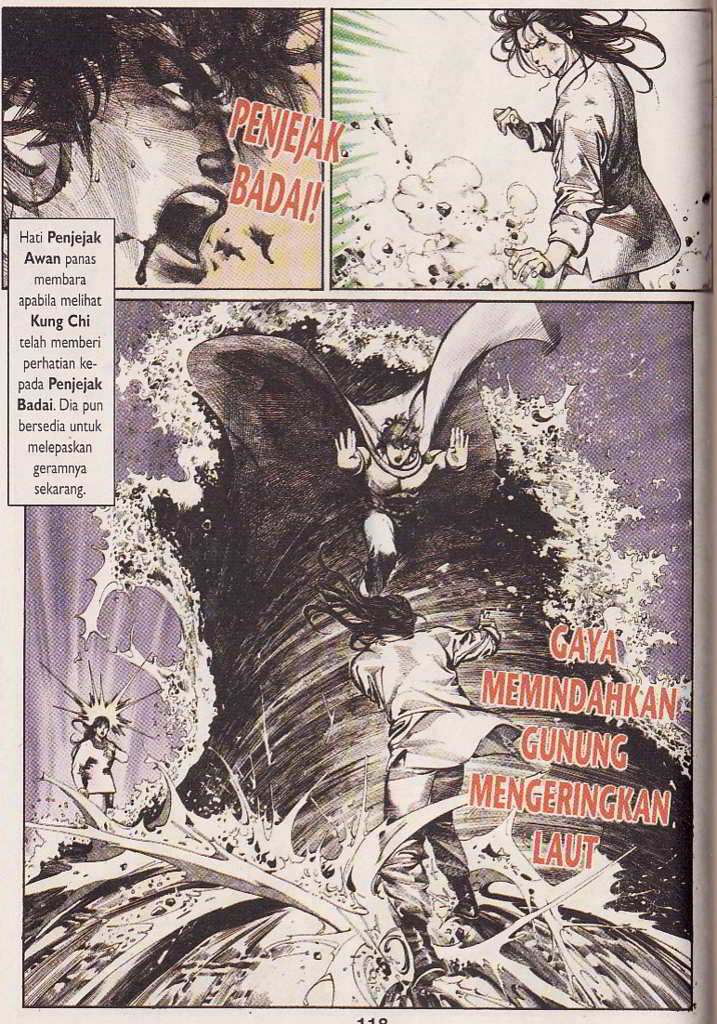 PENJEJAK
BADAI!
Hati Penjejak
Awan panas
membara
apabila melihat
Kung Chi
telah memberi
perhatian ke-
pada Penjejak
Badai. Dia pun
bersedia untuk
melepaskan
geramnya
sekarang.
GAYA
MEMINDAHKAN
GUNUNG
MENGERINGKAN
LAUT
118